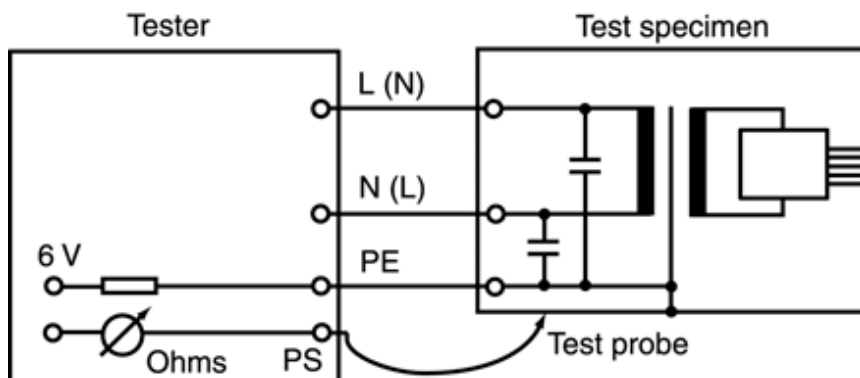 Tester
Test specimen
L (N)
N (L)
6 V
PE
Ohms
PS
Test probe